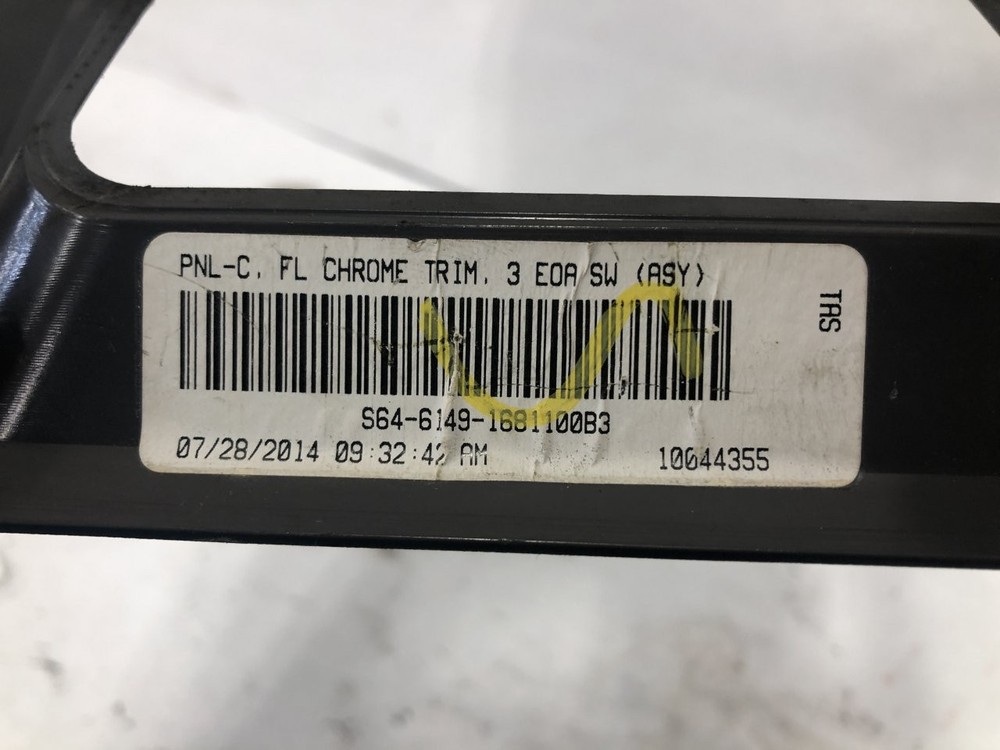 PNL-C, FL CHROME TRIM, 3 EOA SW (ASY)
TAS
S64-6149-1681100B3
07/28/2014 09:32:42 AM 10044355